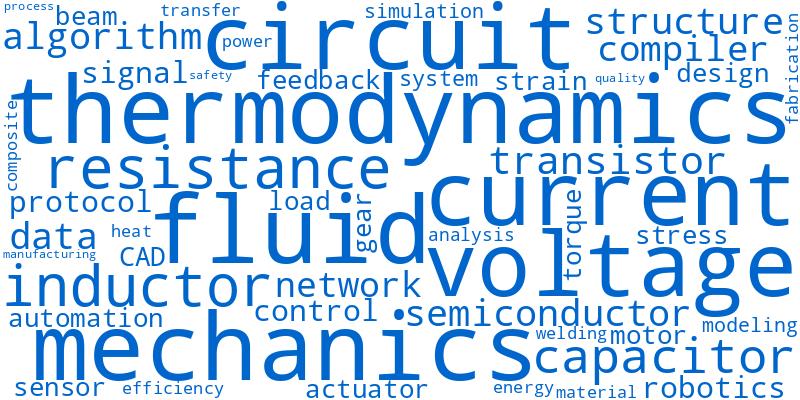 process
transfer
simulation
beam
structure
algorithm
circuit
power
compiler
fabrication
signal
safety
feedback
system
strain
quality
design
thermodynamics
composite
resistance
transistor
current
protocol
load
gear
fluid
torque
data
heat
analysis
stress
manufacturing
CAD
voltage
inductor
network
control
semiconductor
automation
mechanics
welding
motor
modeling
capacitor
sensor
efficiency
actuator
energy
material
robotics